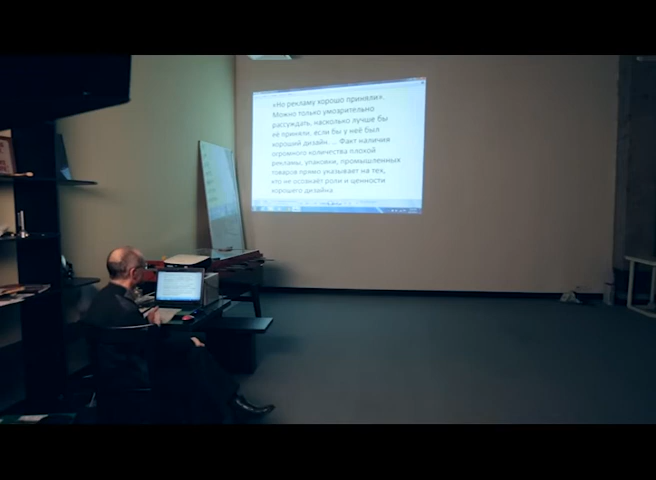 «Но рекламу хорошо приняли».
Можно только умозрительно
рассуждать, насколько лучше бы
её приняли, если бы у неё был
хороший дизайн … Факт наличия
огромного количества плохой
рекламы, упаковки, промышленных
товаров прямо указывает на тех,
кто не осознаёт роли и ценности
хорошего дизайна